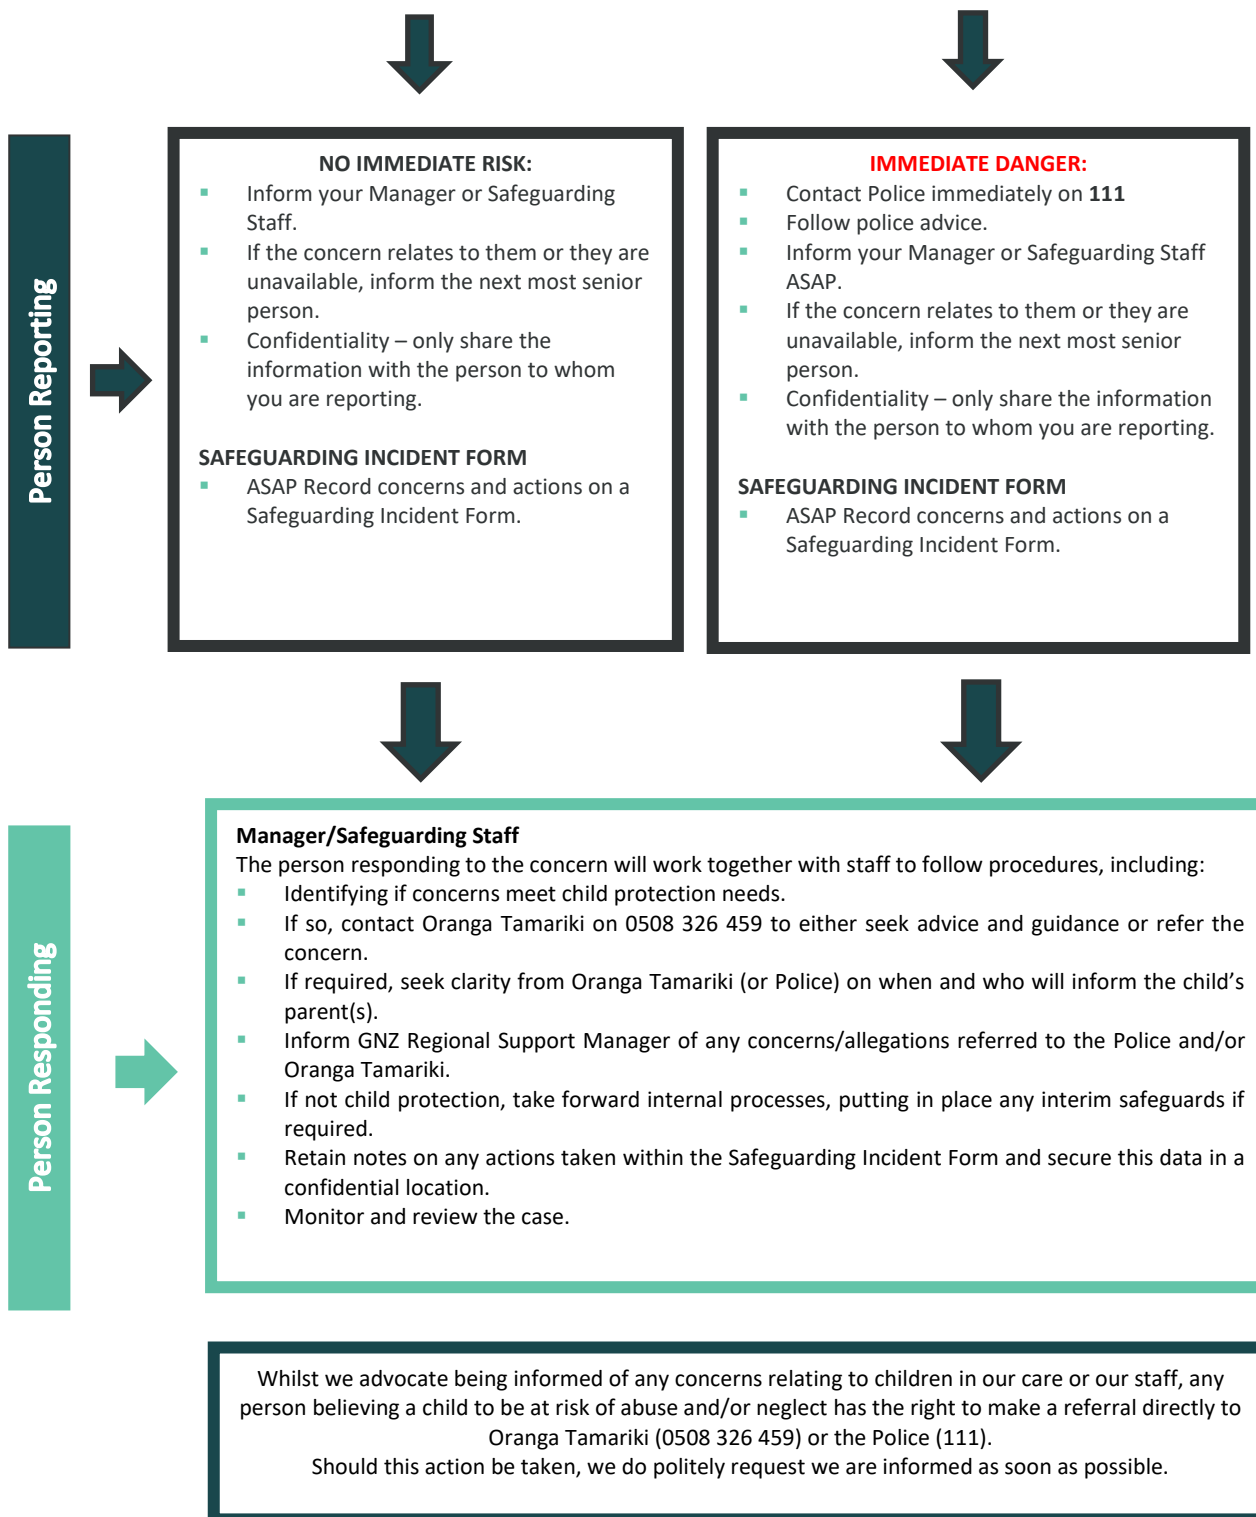 Person Reporting
NO IMMEDIATE RISK:
▪ Inform your Manager or Safeguarding
Staff.
▪ If the concern relates to them or they are
unavailable, inform the next most senior
person.
▪ Confidentiality – only share the
information with the person to whom
you are reporting.
SAFEGUARDING INCIDENT FORM
▪ ASAP Record concerns and actions on a
Safeguarding Incident Form.
IMMEDIATE DANGER:
▪ Contact Police immediately on 111
▪ Follow police advice.
▪ Inform your Manager or Safeguarding Staff
ASAP.
▪ If the concern relates to them or they are
unavailable, inform the next most senior
person.
▪ Confidentiality – only share the information
with the person to whom you are reporting.
SAFEGUARDING INCIDENT FORM
▪ ASAP Record concerns and actions on a
Safeguarding Incident Form.
Person Responding
Manager/Safeguarding Staff
The person responding to the concern will work together with staff to follow procedures, including:
▪ Identifying if concerns meet child protection needs.
▪ If so, contact Oranga Tamariki on 0508 326 459 to either seek advice and guidance or refer the
concern.
▪ If required, seek clarity from Oranga Tamariki (or Police) on when and who will inform the child’s
parent(s).
▪ Inform GNZ Regional Support Manager of any concerns/allegations referred to the Police and/or
Oranga Tamariki.
▪ If not child protection, take forward internal processes, putting in place any interim safeguards if
required.
▪ Retain notes on any actions taken within the Safeguarding Incident Form and secure this data in a
confidential location.
▪ Monitor and review the case.
Whilst we advocate being informed of any concerns relating to children in our care or our staff, any
person believing a child to be at risk of abuse and/or neglect has the right to make a referral directly to
Oranga Tamariki (0508 326 459) or the Police (111).
Should this action be taken, we do politely request we are informed as soon as possible.